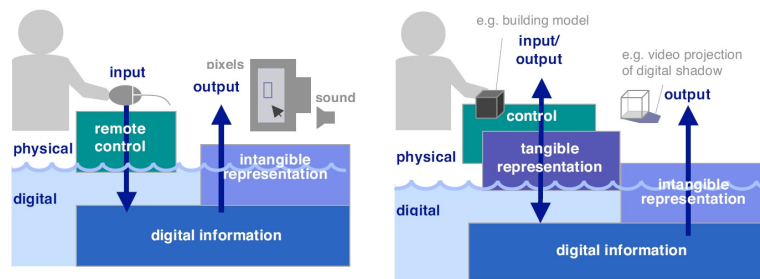 pixels
input
output
sound
remote
control
physical
intangible
representation
digital
digital information
e.g. building model
input/
output
e.g. video projection
of digital shadow
output
control
tangible
representation
physical
intangible
representation
digital
digital information